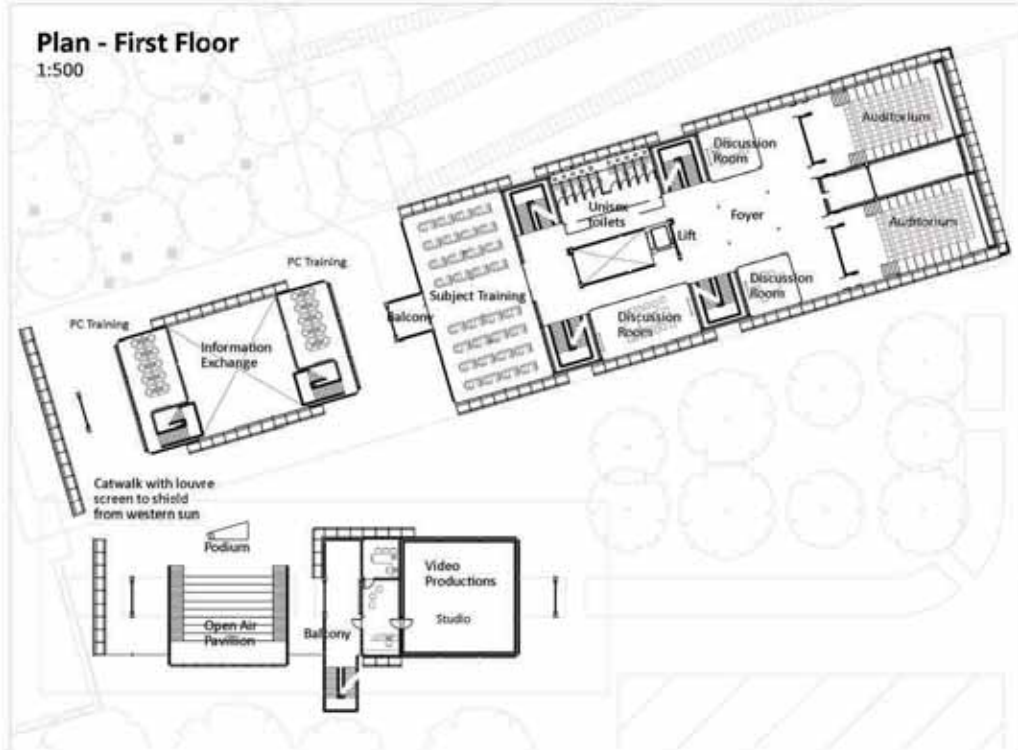 Plan - First Floor
1:500
Auditorium
Discussion
Room
Unisex
toilets
Foyer
Auditorium
Lift
PC Training
Subject Training
Discussion
Room
Balcony
Discussion
Room
PC Training
Information
Exchange
Catwalk with louvre
screen to shield
from western sun
Podium
Video
Productions
Studio
Open Air
Pavillion
Balcony